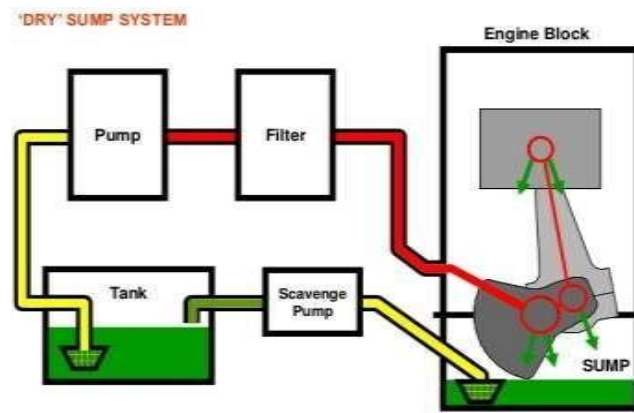 ‘DRY’ SUMP SYSTEM
Engine Block
Pump
Filter
Tank
Scavenge
Pump
SUMP